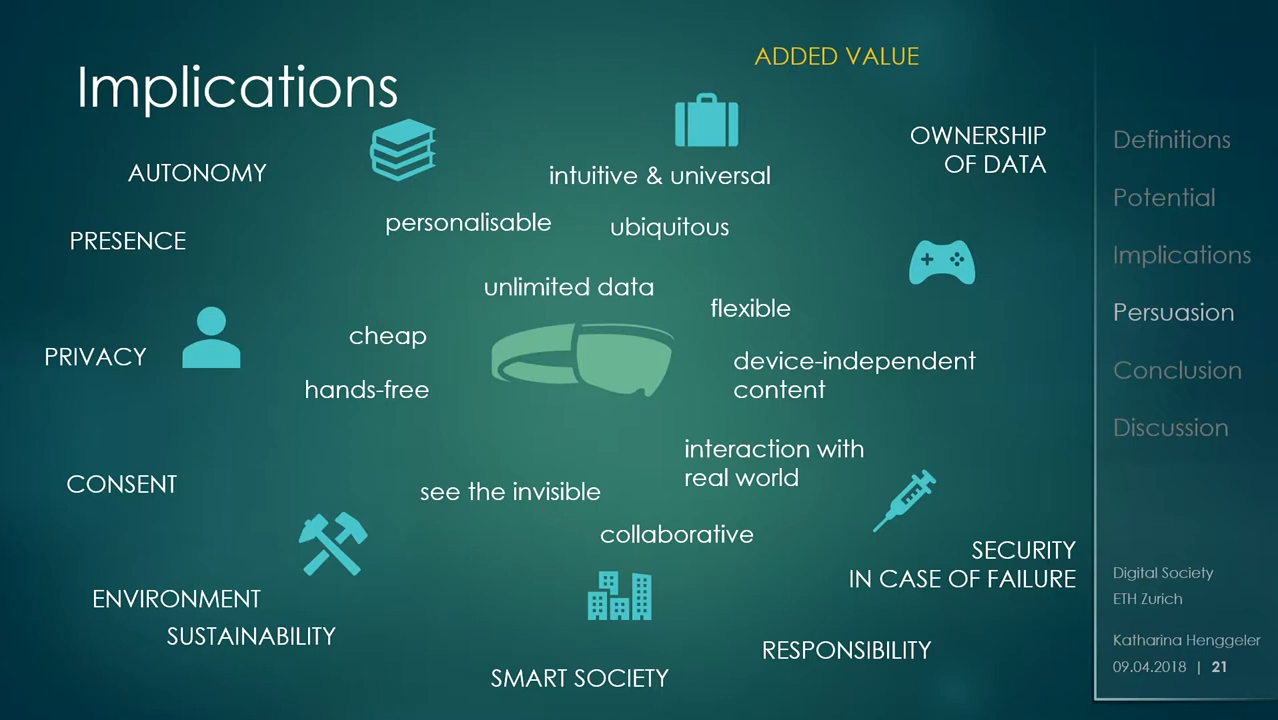 Implications
ADDED VALUE
OWNERSHIP
OF DATA
AUTONOMY
intuitive & universal
personalisable
ubiquitous
PRESENCE
unlimited data
flexible
cheap
PRIVACY
device-independent
content
hands-free
interaction with
real world
CONSENT
see the invisible
collaborative
SECURITY
IN CASE OF FAILURE
ENVIRONMENT
SUSTAINABILITY
RESPONSIBILITY
SMART SOCIETY
Definitions
Potential
Implications
Persuasion
Conclusion
Discussion
Digital Society
ETH Zurich
Katharina Henggeler
09.04.2018 | 21